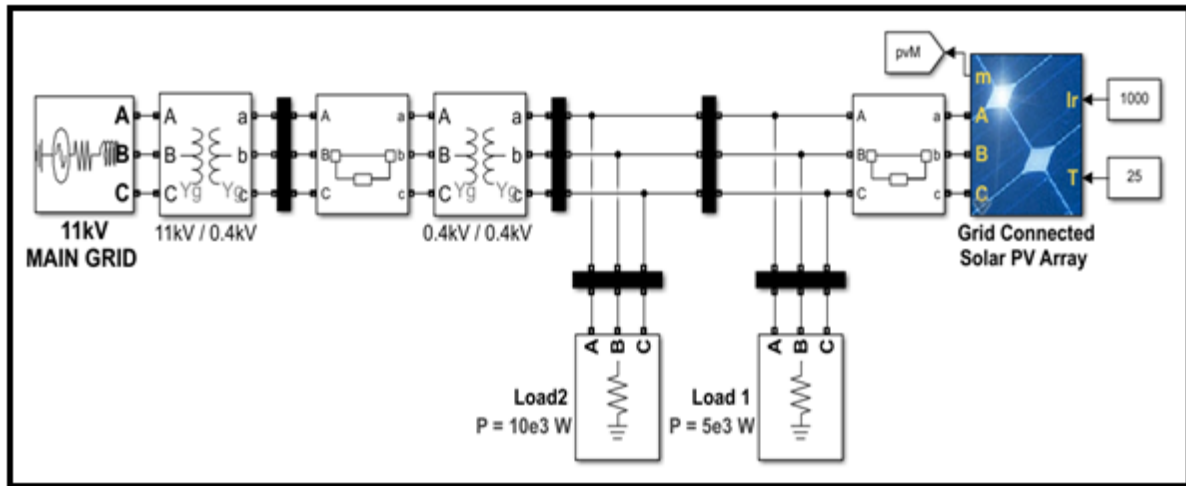 pvM
m
A
B
C
Ir
T
1000
25
A
B
C
A
B
C
a
b
c
Yg
Yg
A
B
C
a
b
c
A
B
C
a
b
c
Yg
Yg
A
B
C
a
b
c
11kV
MAIN GRID
11kV / 0.4kV
0.4kV / 0.4kV
Grid Connected
Solar PV Array
A B C
A B C
Load2
P = 10e3 W
Load 1
P = 5e3 W